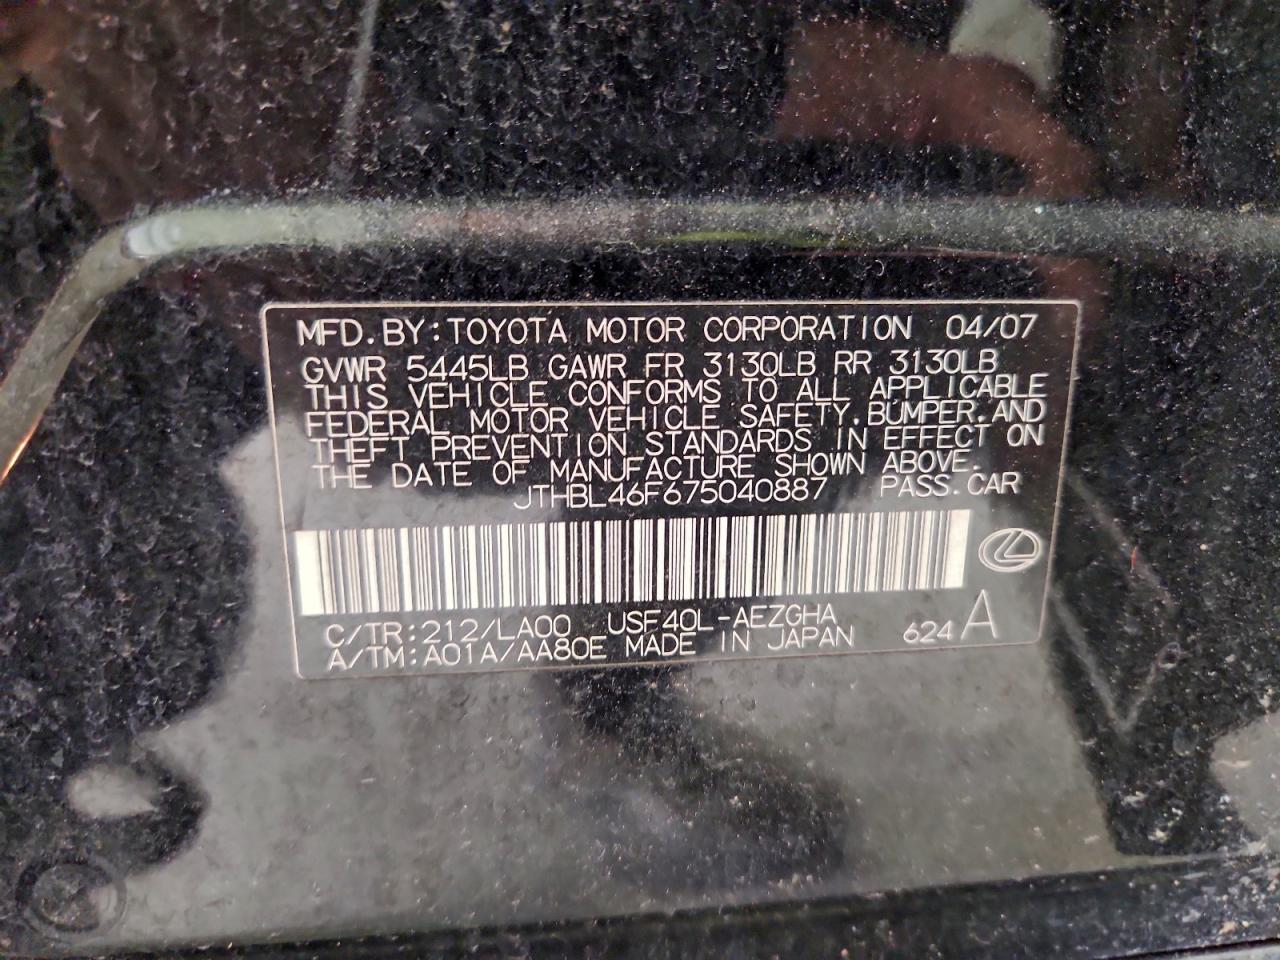 MFD.BY:TOYOTA MOTOR CORPORATION 04/07
GVWR 5445LB GAWR FR 3130LB RR 3130LB
THIS VEHICLE CONFORMS TO ALL APPLICABLE
FEDERAL MOTOR VEHICLE SAFETY,BUMPER,AND
THEFT PREVENTION STANDARDS IN EFFECT ON
THE DATE OF MANUFACTURE SHOWN ABOVE.
JTHBL46F675040887 PASS.CAR
C/TR:212/LA00 USF40L-AEZGHA
A/TM:A01A/AA80E MADE IN JAPAN 624 A